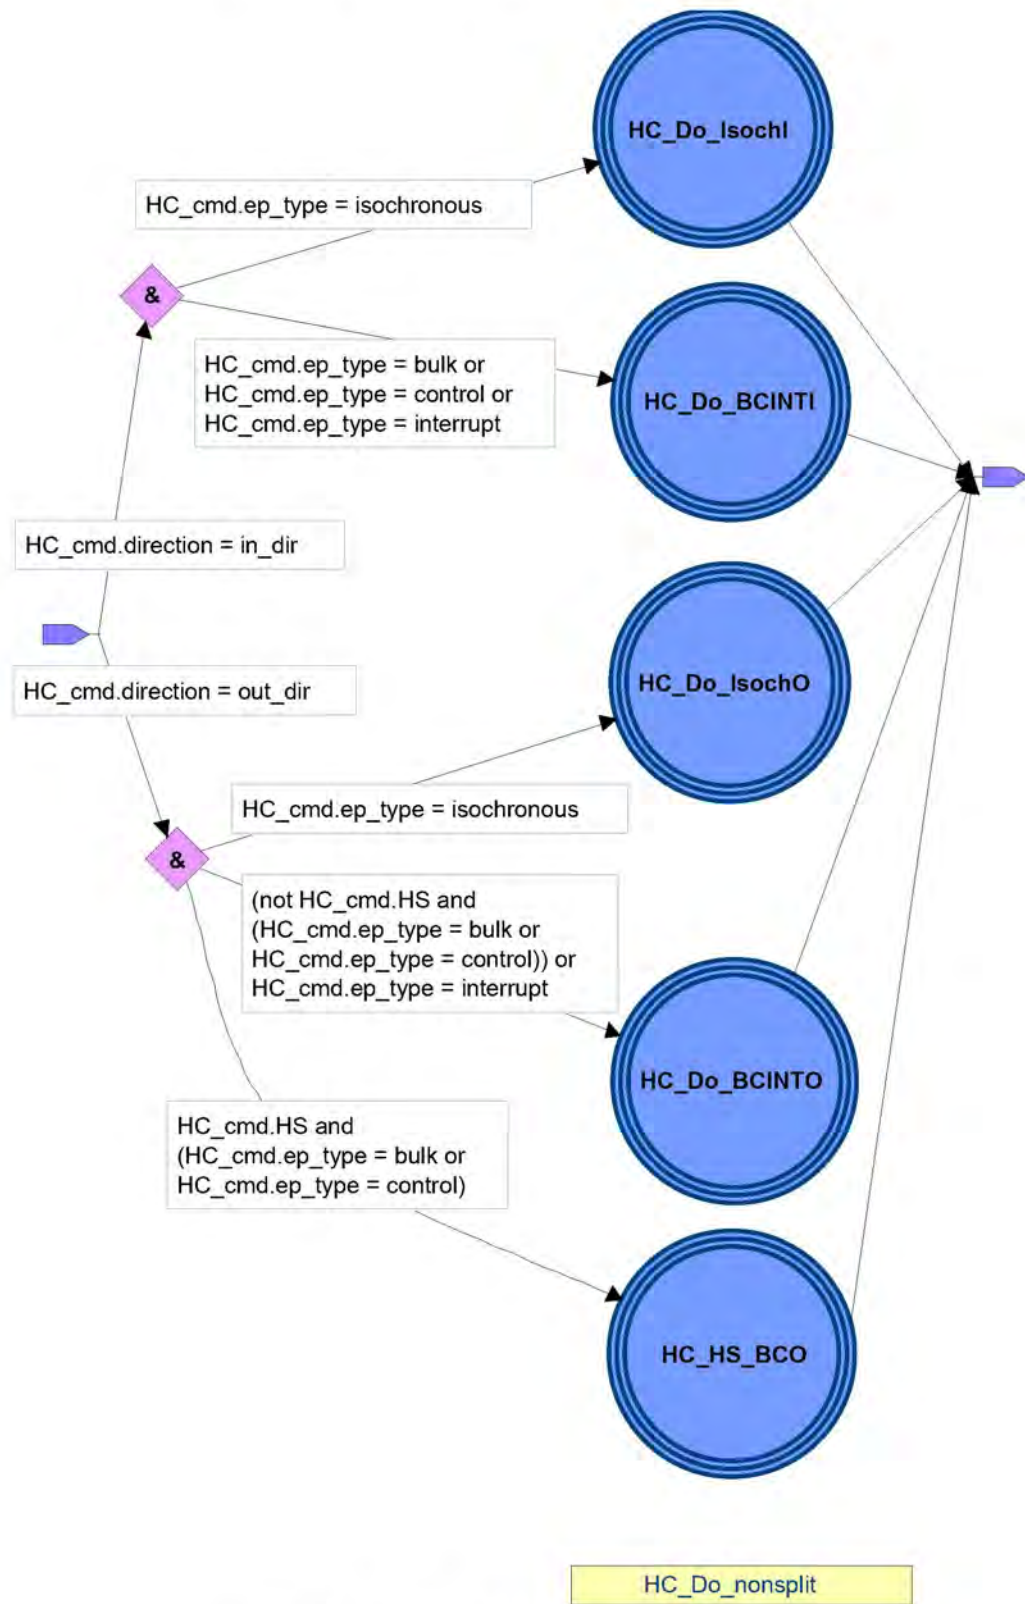 HC_Do_IsochI
HC_cmd.ep_type = isochronous
&
HC_cmd.ep_type = bulk or
HC_cmd.ep_type = control or
HC_cmd.ep_type = interrupt
HC_Do_BCINTI
HC_cmd.direction = in_dir
HC_cmd.direction = out_dir
HC_Do_IsochO
HC_cmd.ep_type = isochronous
&
(not HC_cmd.HS and
(HC_cmd.ep_type = bulk or
HC_cmd.ep_type = control)) or
HC_cmd.ep_type = interrupt
HC_Do_BCINTO
HC_cmd.HS and
(HC_cmd.ep_type = bulk or
HC_cmd.ep_type = control)
HC_HS_BCO
HC_Do_nonsplit